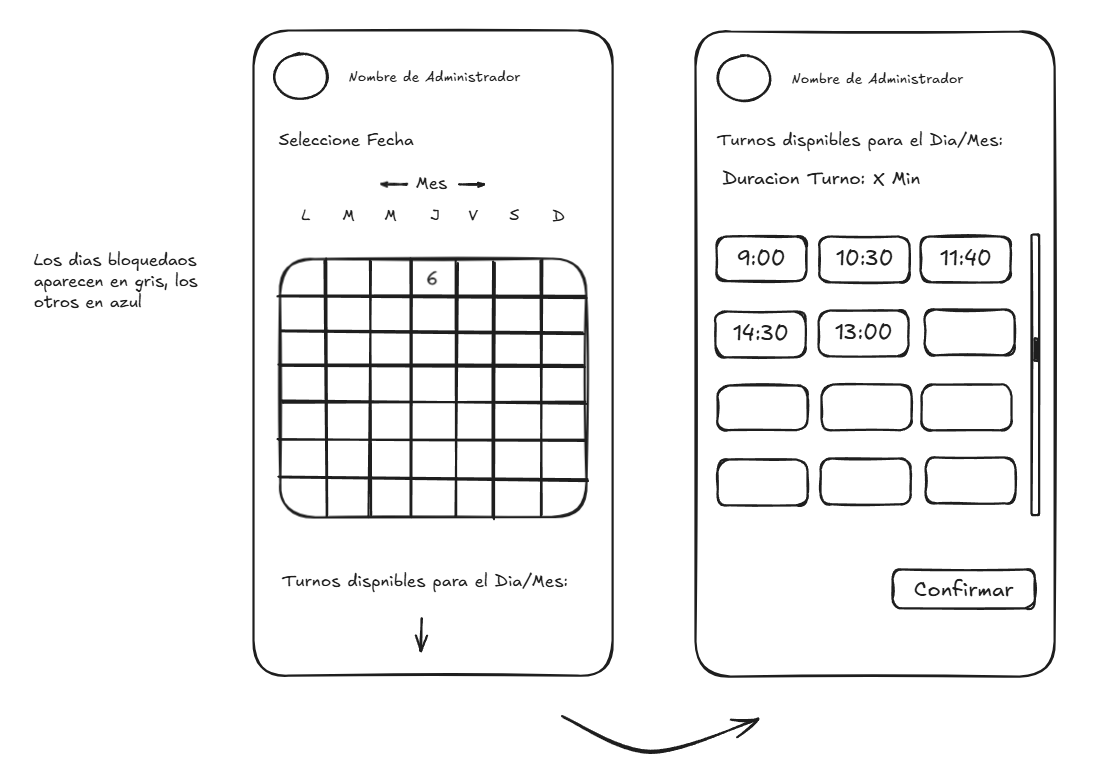 Nombre de Administrador
Seleccione Fecha
Mes
L M M J V S D
6
Los dias bloquedaos
aparecen en gris, los
otros en azul
Turnos dispnibles para el Dia/Mes:
Nombre de Administrador
Turnos dispnibles para el Dia/Mes:
Duracion Turno: X Min
9:00 10:30 11:40
14:30 13:00
Confirmar